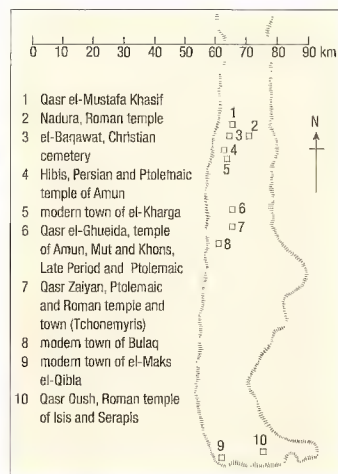 0 10 20 30 40 50 60 70 80 90 km
1 Qasr el-Mustafa Khasif
2 Nadura, Roman temple
3 el-Baqawat, Christian
cemetery
4 Hibis, Persian and Ptolemaic
temple of Amun
5 modern town of el-Kharga
6 Qasr el-Ghueida, temple
of Amun, Mut and Khons,
Late Period and Ptolemaic
7 Qasr Zaiyan, Ptolemaic
and Roman temple and
town (Tchonemyris)
8 modern town of Bulaq
9 modern town of el-Maks
el-Qibla
10 Qasr Dush, Roman temple
of Isis and Serapis
N
1
3 2
4
5
6
7
8
9 10